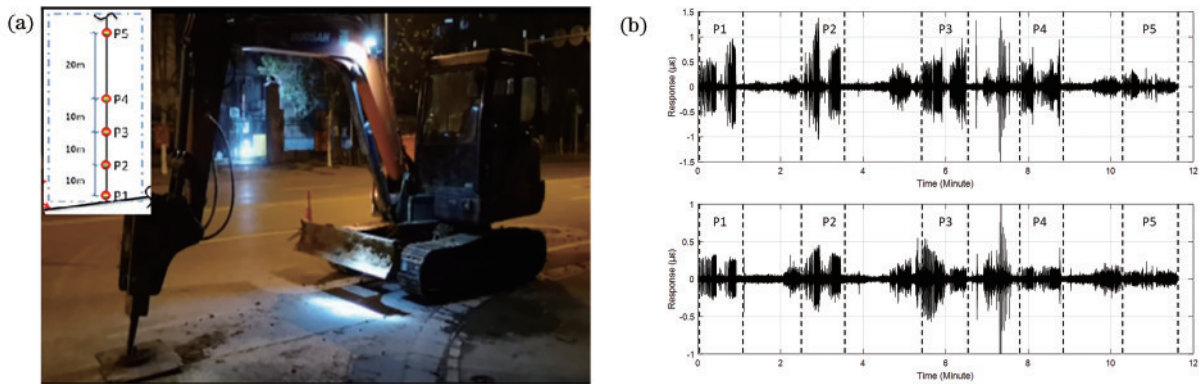 (a)
P5
20m
P4
10m
P3
10m
P2
10m
P1
DOOSAN
(b)
1.5
1
0.5
0
-0.5
-1
-1.5
Response (με)
P1 P2 P3 P4 P5
0 2 4 6 8 10 12
Time (Minute)
1
0.5
0
-0.5
-1
Response (με)
P1 P2 P3 P4 P5
0 2 4 6 8 10 12
Time (Minute)